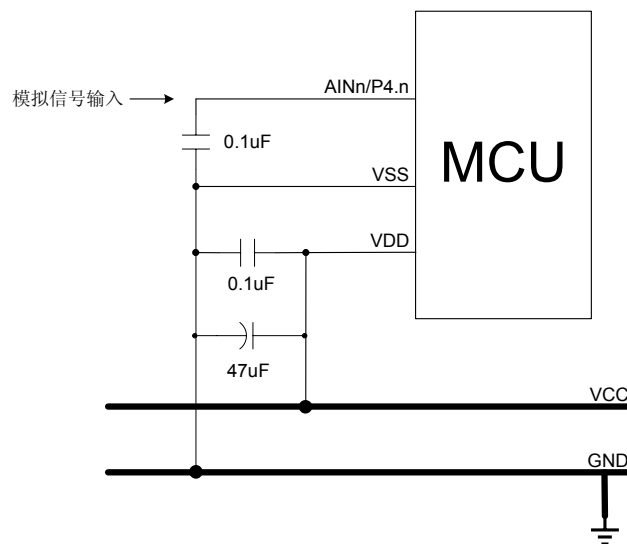 AINn/P4.n
模拟信号输入
0.1uF
MCU
VSS
VDD
0.1uF
47uF
VCC
GND